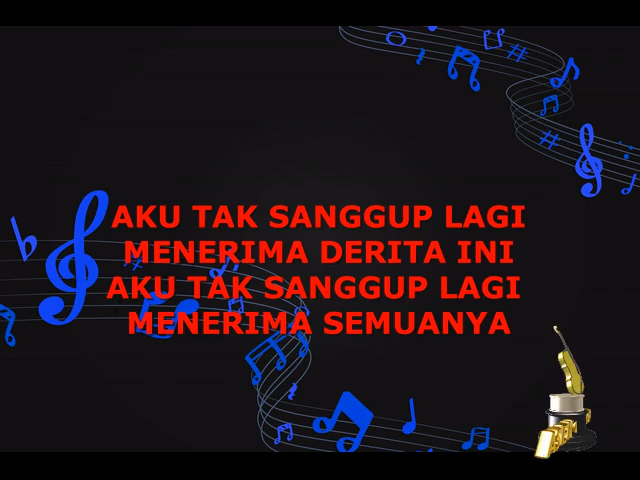 AKU TAK SANGGUP LAGI
MENERIMA DERITA INI
AKU TAK SANGGUP LAGI
MENERIMA SEMUANYA